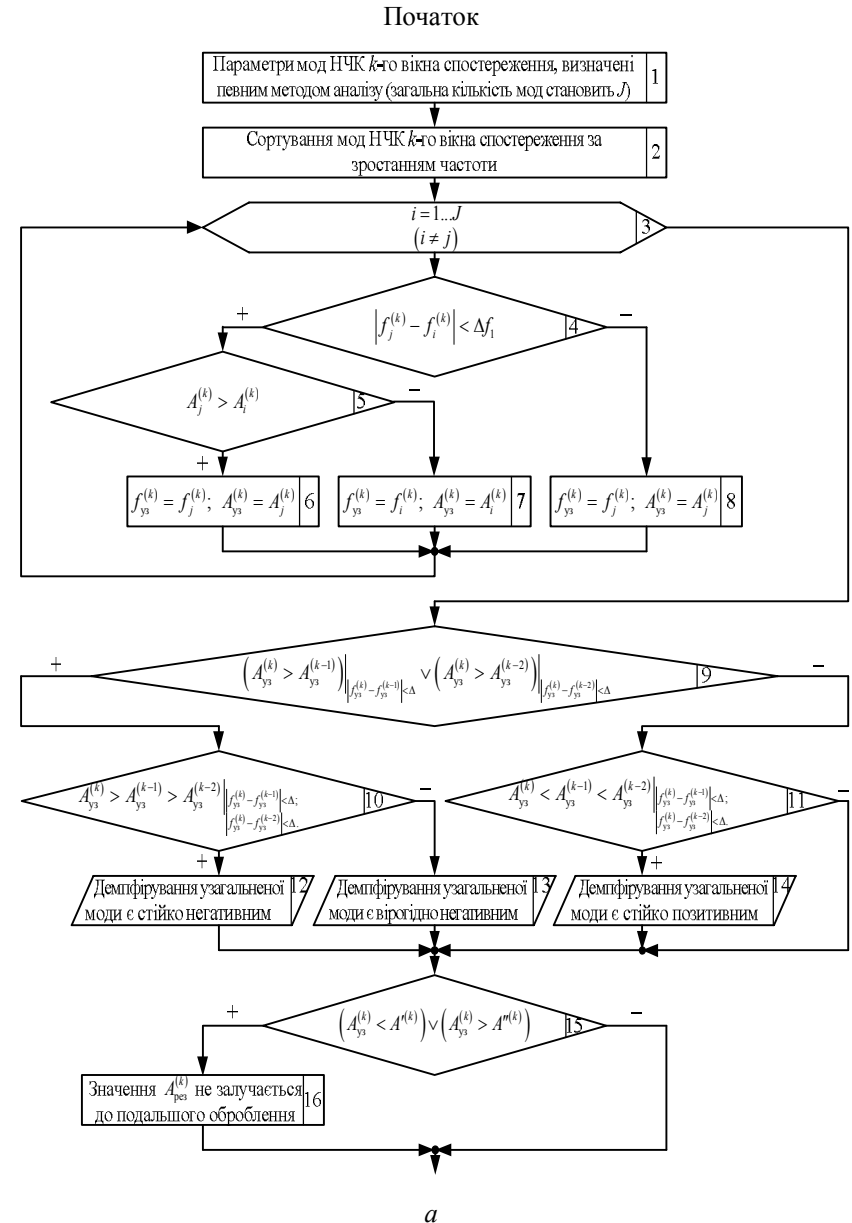 Початок
Параметри мод НЧК k-го вікна спостереження, визначені
певним методом аналізу (загальна кількість мод становить J)
1
Сортування мод НЧК k-го вікна спостереження за
зростанням частоти
2
i = 1...J
(i ≠ j)
3
+
|f_j^(k) − f_i^(k)| < Δf_1
4
−
A_j^(k) > A_i^(k)
5
−
+
f_уз^(k) = f_j^(k); A_уз^(k) = A_j^(k)
6
f_уз^(k) = f_i^(k); A_уз^(k) = A_i^(k)
7
f_уз^(k) = f_j^(k); A_уз^(k) = A_j^(k)
8
+
(A_уз^(k) > A_уз^(k-1))| |f_уз^(k) − f_уз^(k-1)|<Δ ∨ (A_уз^(k) > A_уз^(k-2))| |f_уз^(k) − f_уз^(k-2)|<Δ
9
−
A_уз^(k) > A_уз^(k-1) > A_уз^(k-2)| |f_уз^(k) − f_уз^(k-1)|<Δ;
|f_уз^(k) − f_уз^(k-2)|<Δ.
10
−
+
A_уз^(k) < A_уз^(k-1) < A_уз^(k-2)| |f_уз^(k) − f_уз^(k-1)|<Δ;
|f_уз^(k) − f_уз^(k-2)|<Δ.
11
−
+
Демпфірування узагальненої
моди є стійко негативним
12
Демпфірування узагальненої
моди є вірогідно негативним
13
Демпфірування узагальненої
моди є стійко позитивним
14
+
(A_уз^(k) < A′^(k)) ∨ (A_уз^(k) > A″^(k))
15
−
Значення A_рез^(k) не залучається
до подальшого оброблення
16
а